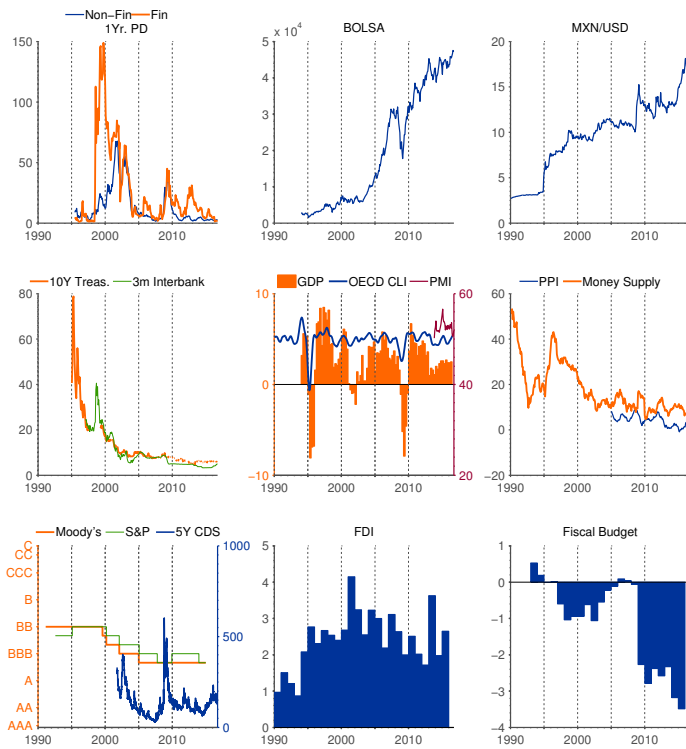 Non-Fin Fin
1Yr. PD
150
100
50
0
1990 2000 2010
BOLSA
x 10^4
5
4
3
2
1
0
1990 2000 2010
MXN/USD
20
15
10
5
0
1990 2000 2010
10Y Treas. 3m Interbank
80
60
40
20
0
1990 2000 2010
GDP OECD CLI PMI
10 60
0 40
−10 20
1990 2000 2010
PPI Money Supply
60
40
20
0
−20
1990 2000 2010
Moody's S&P 5Y CDS
C 1000
CC
CCC
B
BB 500
BBB
A
AA
AAA 0
1990 2000 2010
FDI
5
4
3
2
1
0
1990 2000 2010
Fiscal Budget
1
0
−1
−2
−3
−4
1990 2000 2010